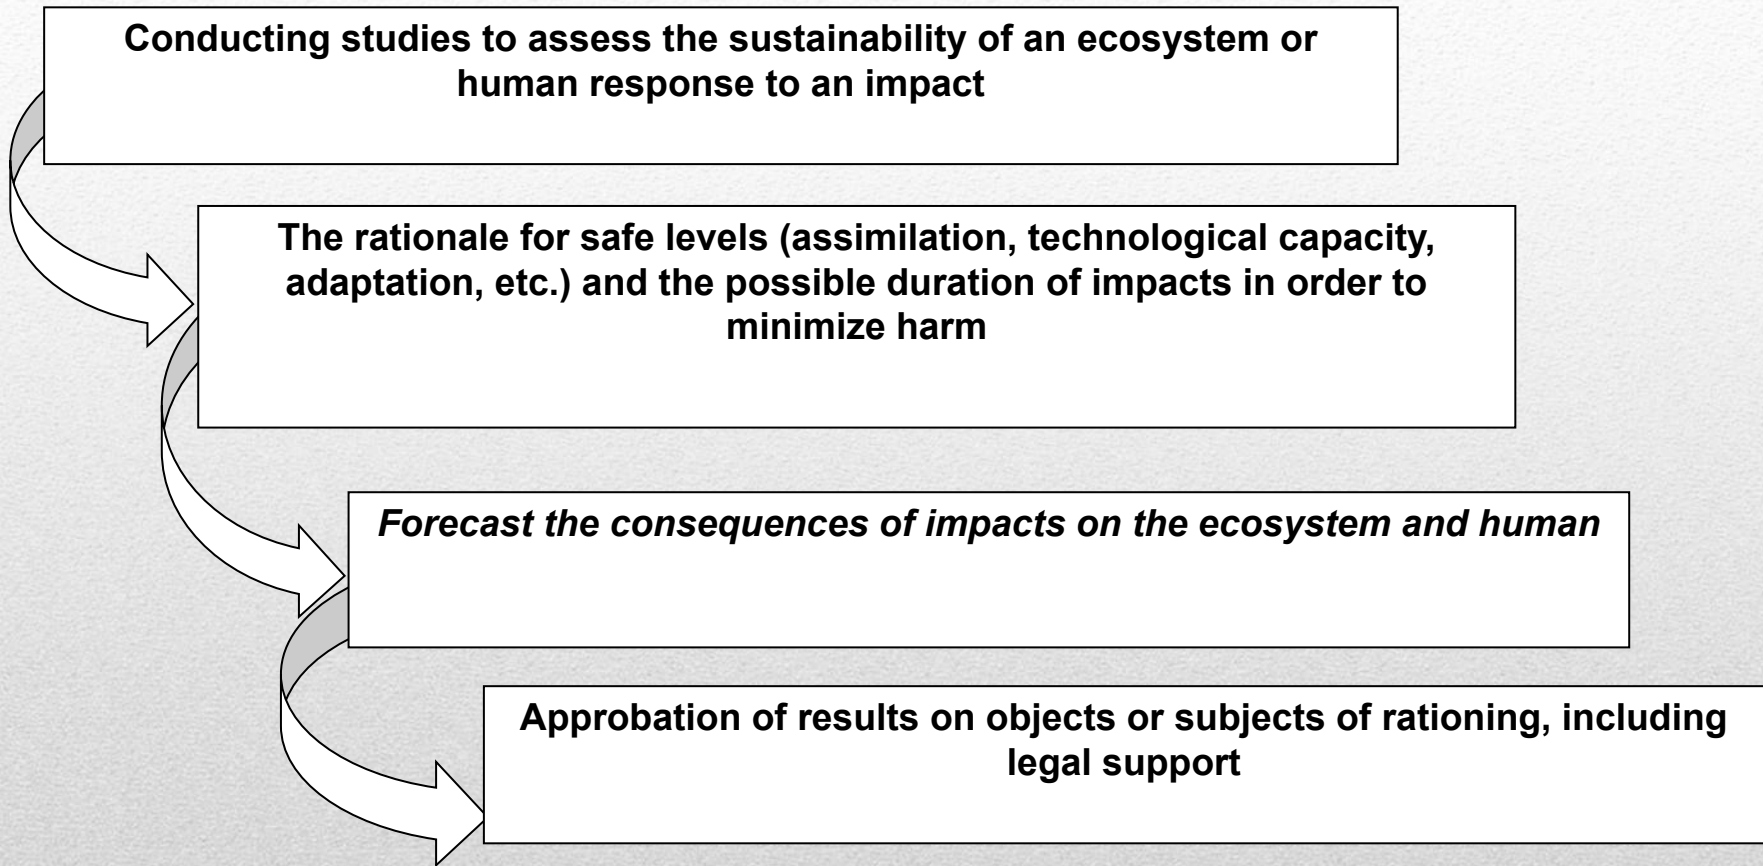 Conducting studies to assess the sustainability of an ecosystem or
human response to an impact
The rationale for safe levels (assimilation, technological capacity,
adaptation, etc.) and the possible duration of impacts in order to
minimize harm
Forecast the consequences of impacts on the ecosystem and human
Approbation of results on objects or subjects of rationing, including
legal support